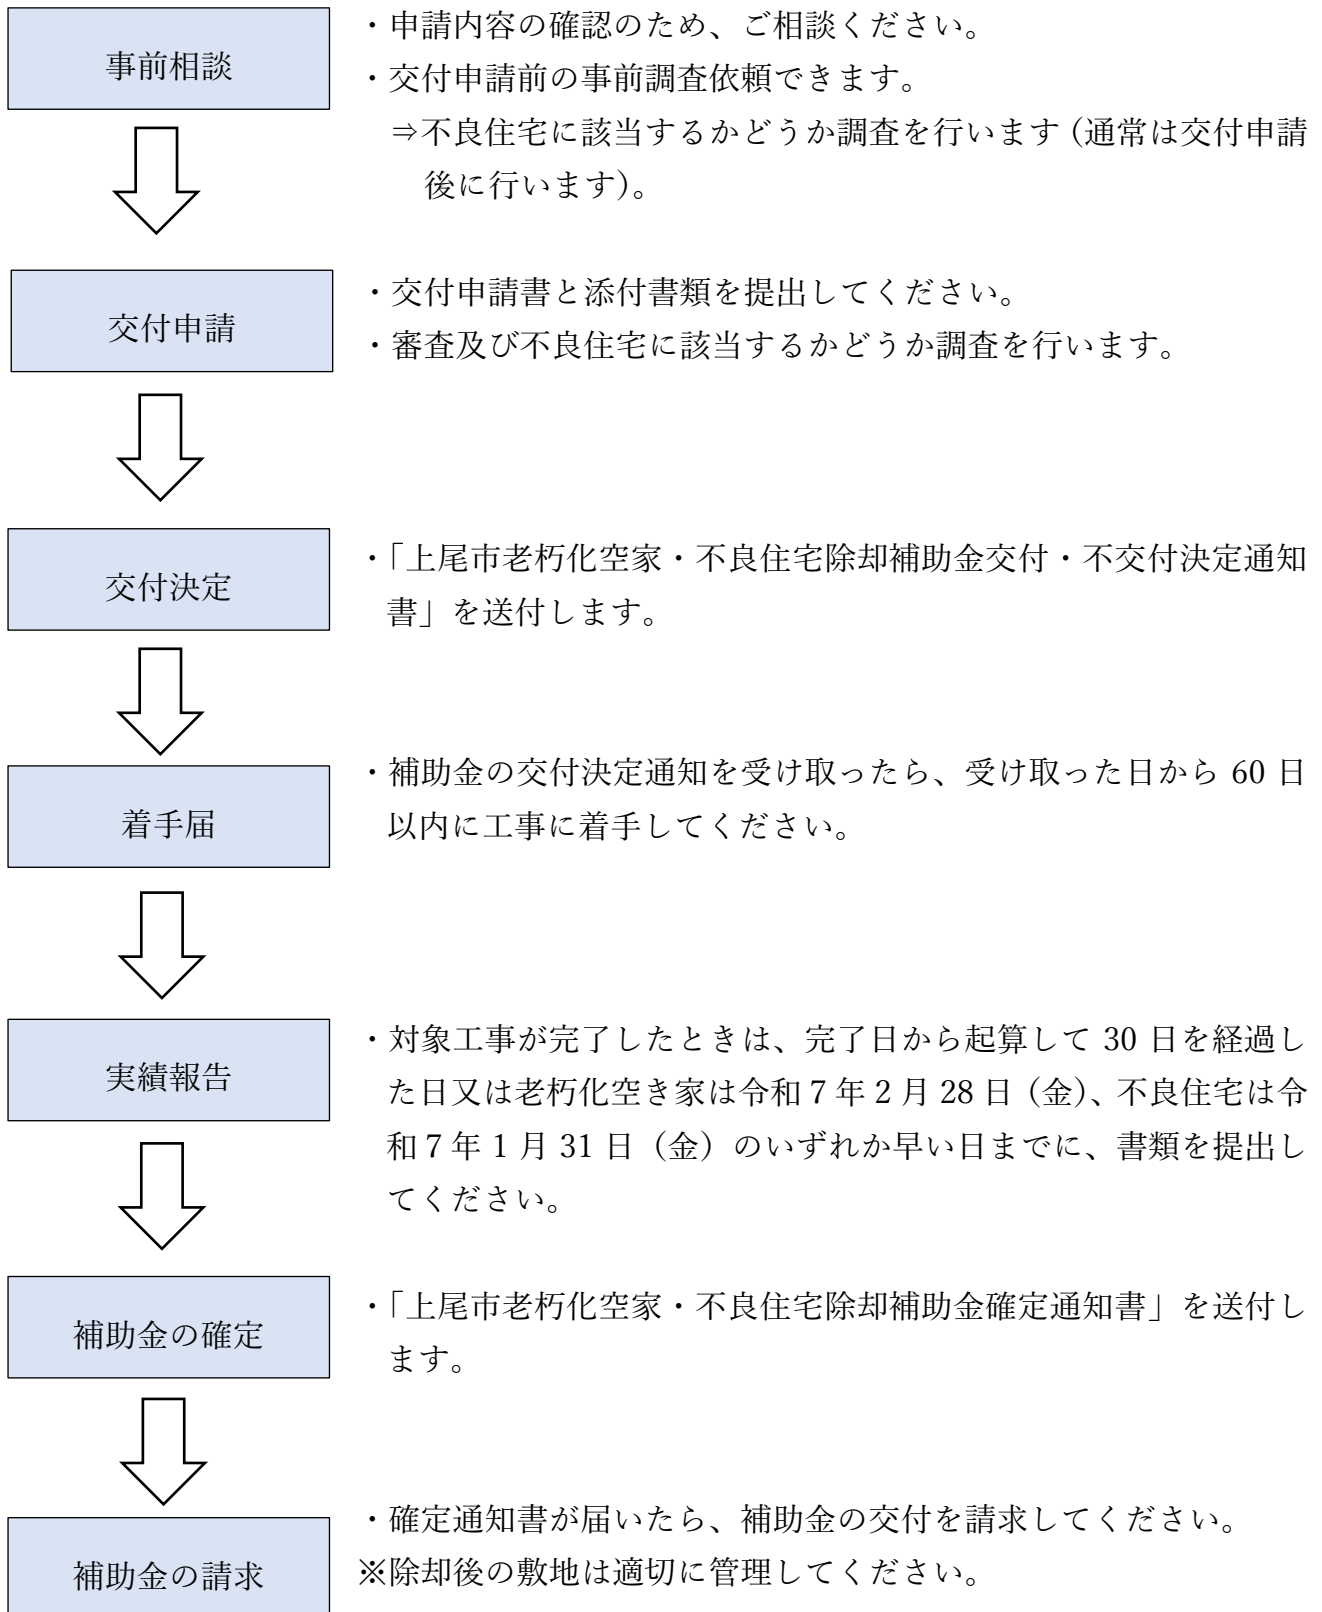 事前相談
・申請内容の確認のため、ご相談ください。
・交付申請前の事前調査依頼できます。
⇒不良住宅に該当するかどうか調査を行います（通常は交付申請
後に行います）。
交付申請
・交付申請書と添付書類を提出してください。
・審査及び不良住宅に該当するかどうか調査を行います。
交付決定
・「上尾市老朽化空家・不良住宅除却補助金交付・不交付決定通知
書」を送付します。
着手届
・補助金の交付決定通知を受け取ったら、受け取った日から 60 日
以内に工事に着手してください。
実績報告
・対象工事が完了したときは、完了日から起算して 30 日を経過し
た日又は老朽化空き家は令和 7 年 2 月 28 日（金）、不良住宅は令
和 7 年 1 月 31 日（金）のいずれか早い日までに、書類を提出し
てください。
補助金の確定
・「上尾市老朽化空家・不良住宅除却補助金確定通知書」を送付し
ます。
補助金の請求
・確定通知書が届いたら、補助金の交付を請求してください。
※除却後の敷地は適切に管理してください。